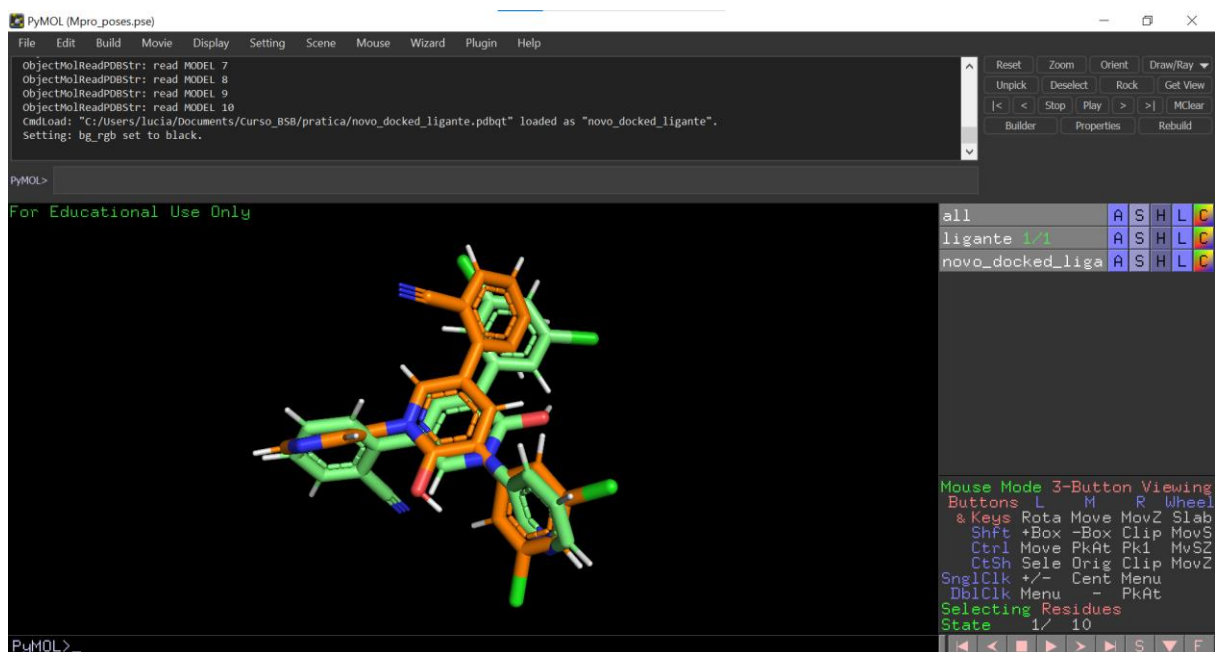 PyMOL (Mpro_poses.pse)
File Edit Build Movie Display Setting Scene Mouse Wizard Plugin Help
ObjectMolReadPDBStr: read MODEL 7
ObjectMolReadPDBStr: read MODEL 8
ObjectMolReadPDBStr: read MODEL 9
ObjectMolReadPDBStr: read MODEL 10
CmdLoad: "C:/Users/lucia/Documents/Curso_BSB/pratica/novo_docked_ligante.pdbqt" loaded as "novo_docked_ligante".
Setting: bg_rgb set to black.
PyMOL>
Reset Zoom Orient Draw/Ray
Unpick Deselect Rock Get View
|< < Stop Play > >| MClear
Builder Properties Rebuild
For Educational Use Only
all A S H L C
ligante 1/1 A S H L C
novo_docked_liga A S H L C
Mouse Mode 3-Button Viewing
Buttons L M R Wheel
& Keys Rota Move MovZ Slab
Shft +Box -Box Clip MovS
Ctrl Move PkAt Pk1 MvSZ
CtSh Sele Orig Clip MovZ
SnglClk +/- Cent Menu
DblClk Menu - PkAt
Selecting Residues
State 1/ 10
PyMOL>_
S F